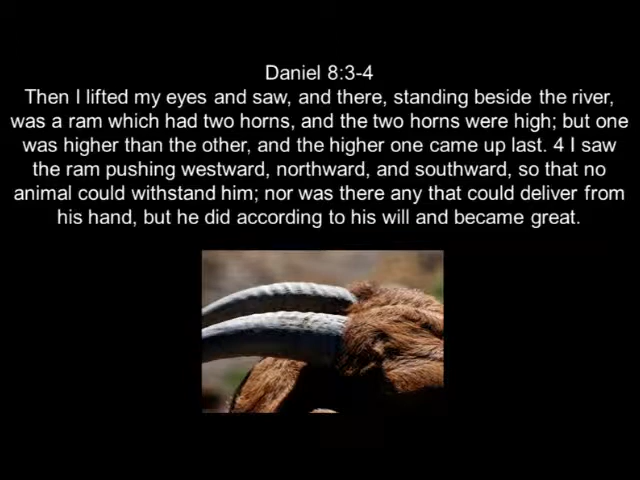 Daniel 8:3-4
Then I lifted my eyes and saw, and there, standing beside the river,
was a ram which had two horns, and the two horns were high; but one
was higher than the other, and the higher one came up last. 4 I saw
the ram pushing westward, northward, and southward, so that no
animal could withstand him; nor was there any that could deliver from
his hand, but he did according to his will and became great.